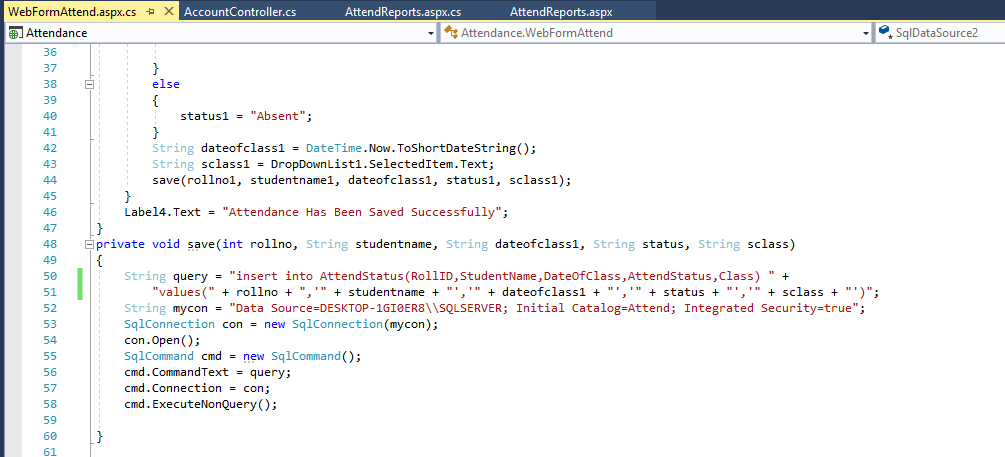 WebFormAttend.aspx.cs AccountController.cs AttendReports.aspx.cs AttendReports.aspx
Attendance Attendance.WebFormAttend SqlDataSource2
36
37 }
38 else
39 {
40 status1 = "Absent";
41 }
42 String dateofclass1 = DateTime.Now.ToShortDateString();
43 String sclass1 = DropDownList1.SelectedItem.Text;
44 save(rollno1, studentname1, dateofclass1, status1, sclass1);
45 }
46 Label4.Text = "Attendance Has Been Saved Successfully";
47 }
48 private void save(int rollno, String studentname, String dateofclass1, String status, String sclass)
49 {
50 String query = "insert into AttendStatus(RollID,StudentName,DateOfClass,AttendStatus,Class) " +
51 "values(" + rollno + ",'" + studentname + "','" + dateofclass1 + "','" + status + "','" + sclass + "')";
52 String mycon = "Data Source=DESKTOP-1GI0ER8\\SQLSERVER; Initial Catalog=Attend; Integrated Security=true";
53 SqlConnection con = new SqlConnection(mycon);
54 con.Open();
55 SqlCommand cmd = new SqlCommand();
56 cmd.CommandText = query;
57 cmd.Connection = con;
58 cmd.ExecuteNonQuery();
59
60 }
61